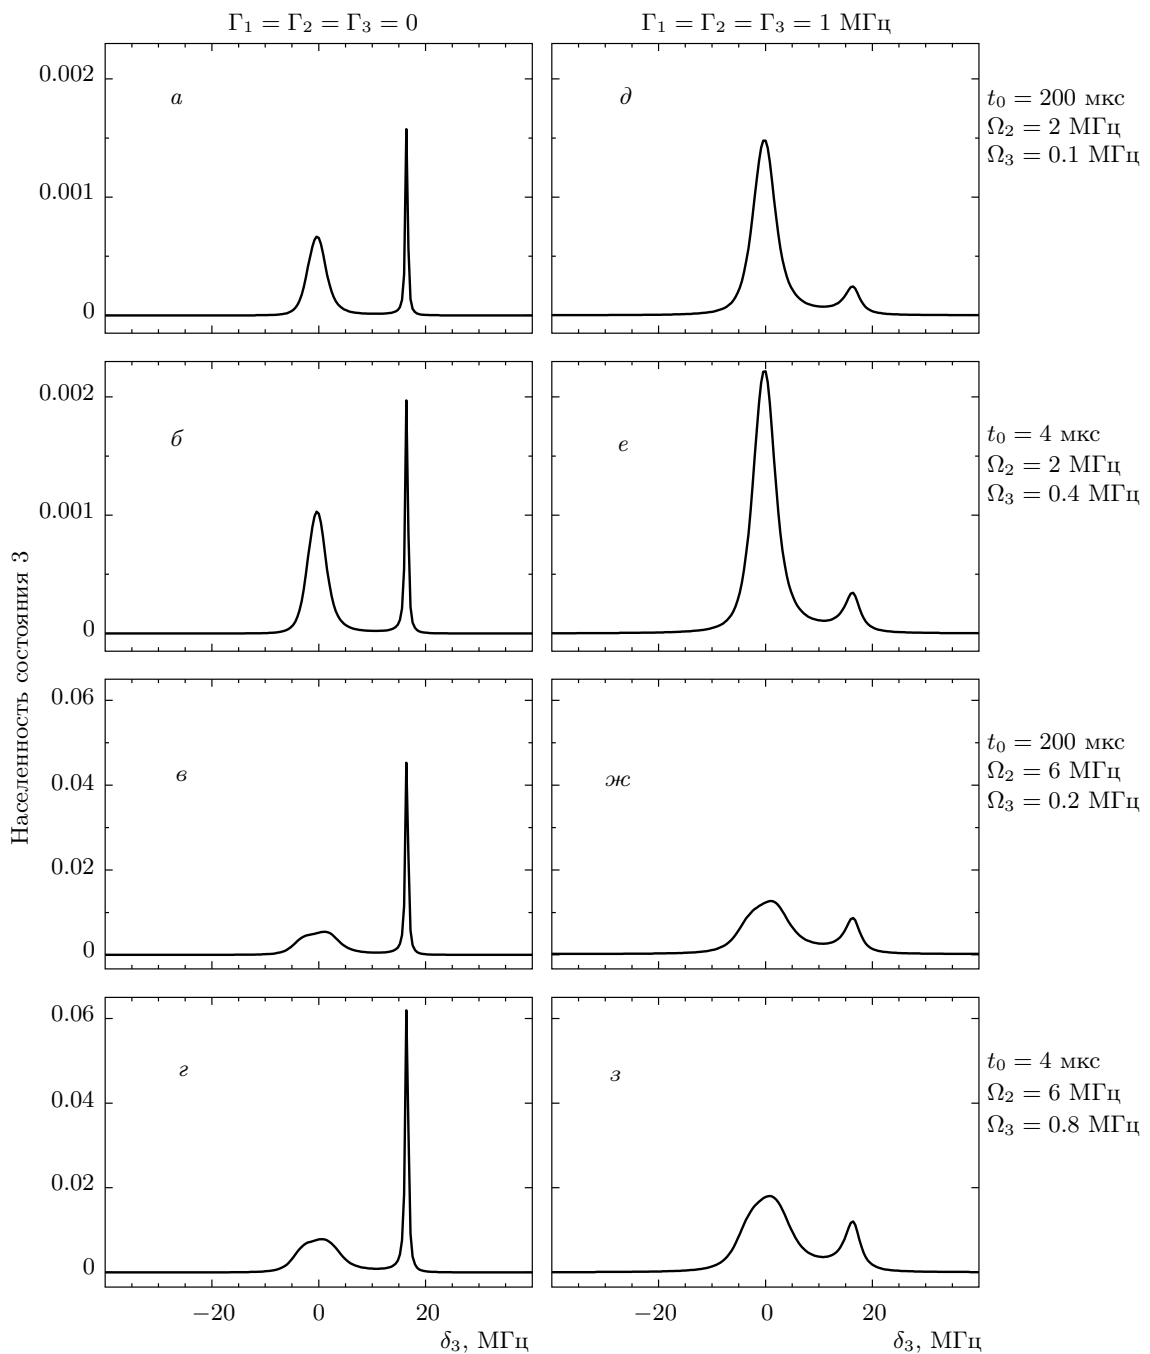 Γ₁ = Γ₂ = Γ₃ = 0
Γ₁ = Γ₂ = Γ₃ = 1 МГц
0.002
0.001
0
а
д
t₀ = 200 мкс
Ω₂ = 2 МГц
Ω₃ = 0.1 МГц
0.002
0.001
0
б
е
t₀ = 4 мкс
Ω₂ = 2 МГц
Ω₃ = 0.4 МГц
Населенность состояния 3
0.06
0.04
0.02
0
в
ж
t₀ = 200 мкс
Ω₂ = 6 МГц
Ω₃ = 0.2 МГц
0.06
0.04
0.02
0
г
з
t₀ = 4 мкс
Ω₂ = 6 МГц
Ω₃ = 0.8 МГц
−20 0 20
−20 0 20
δ₃, МГц
δ₃, МГц